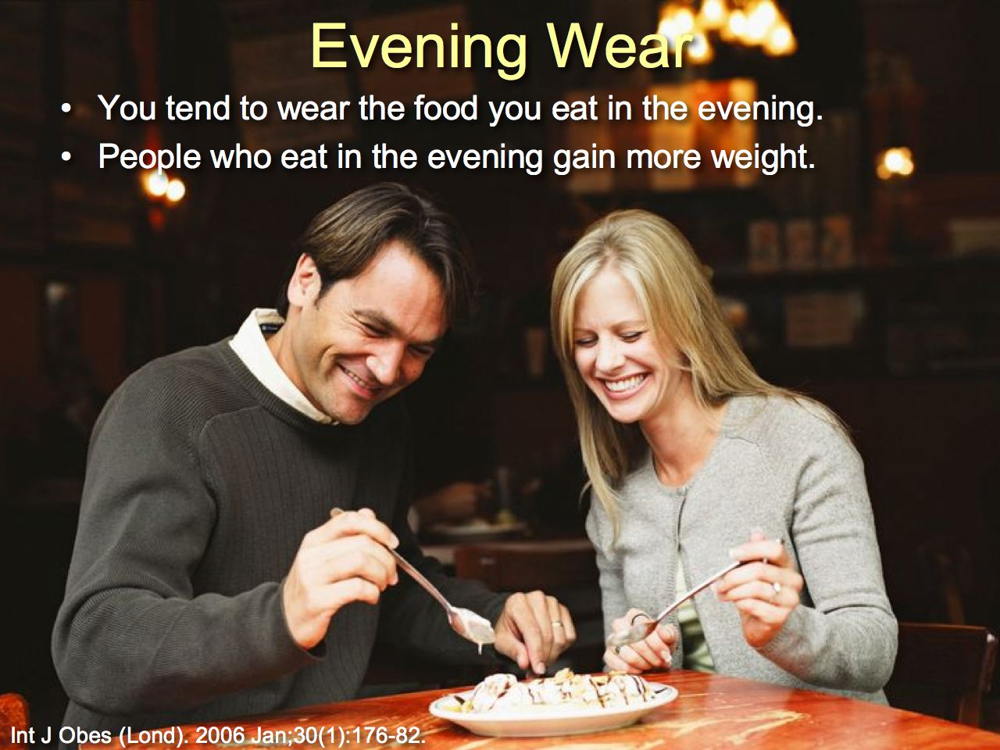 Evening Wear
• You tend to wear the food you eat in the evening.
• People who eat in the evening gain more weight.
Int J Obes (Lond). 2006 Jan;30(1):176-82.